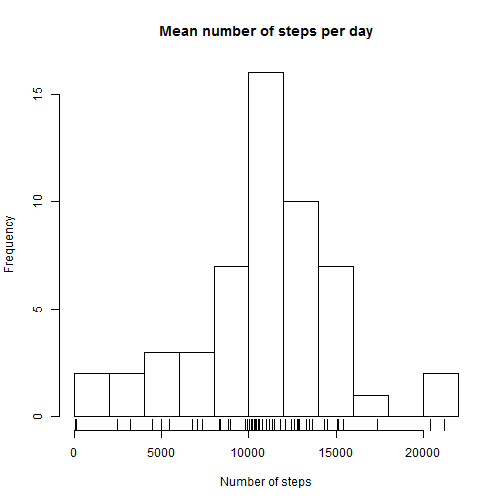 Mean number of steps per day
Frequency
15
10
5
0
0 5000 10000 15000 20000
Number of steps